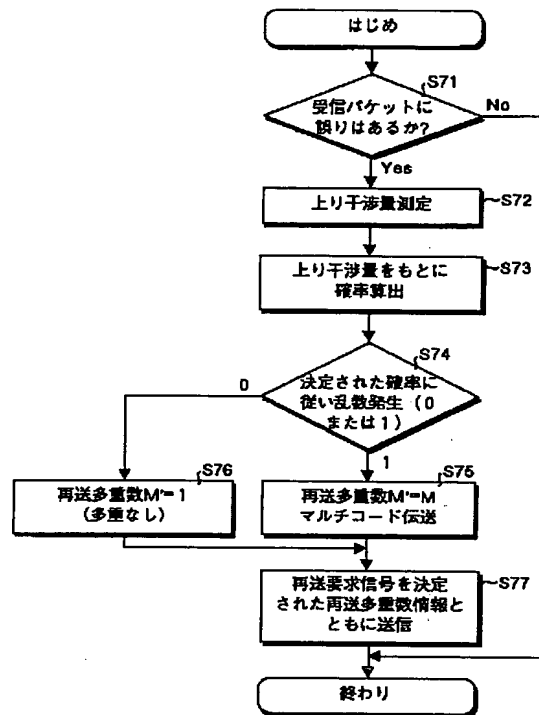 はじめ
S71
受信パケットに
誤りはあるか?
No
Yes
上り干渉量測定
S72
上り干渉量をもとに
確率算出
S73
S74
決定された確率に
従い乱数発生（0
または1）
0
1
S76
再送多重数M'=1
(多重なし)
S75
再送多重数M'=M
マルチコード伝送
再送要求信号を決定
された再送多重数情報と
ともに送信
S77
終わり